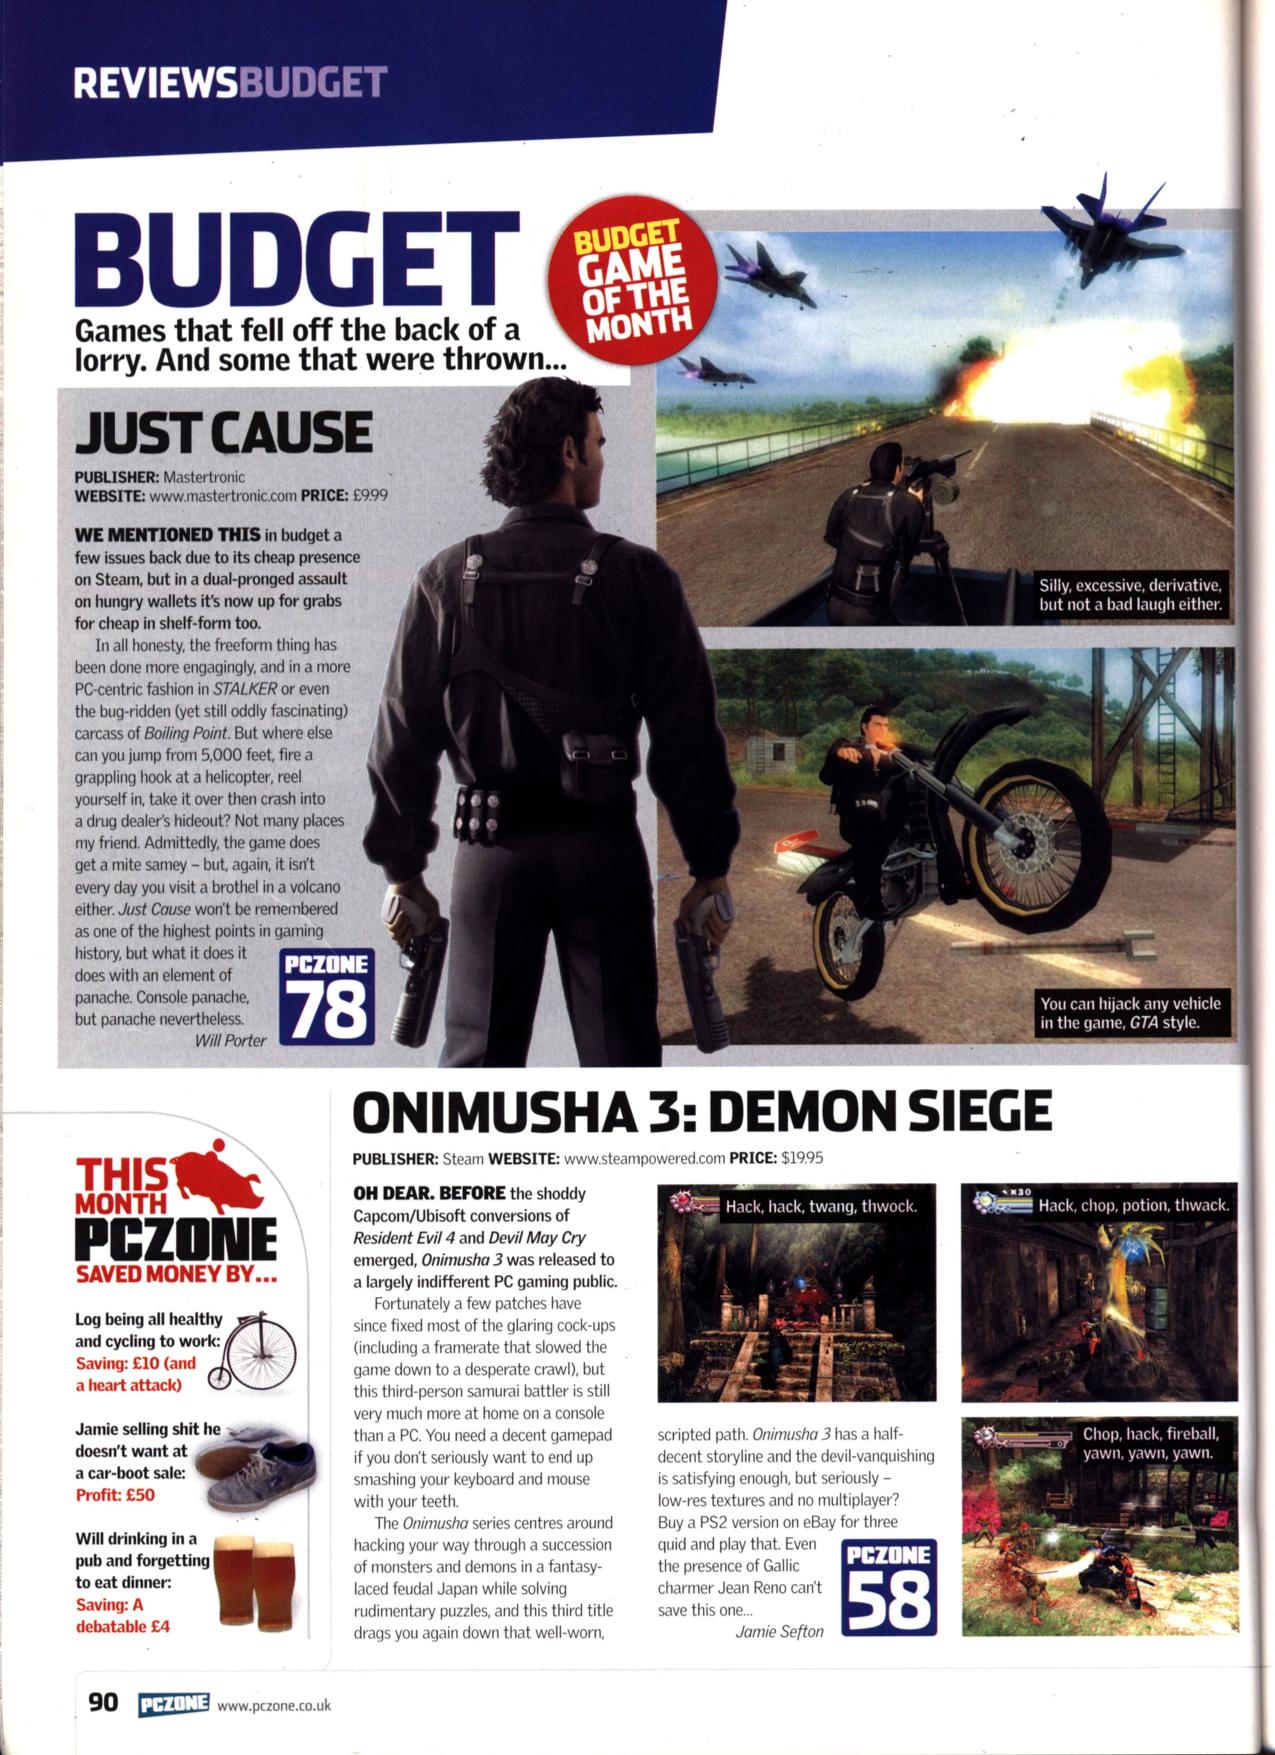 REVIEWSBUDGET
BUDGET
Games that fell off the back of a
lorry. And some that were thrown...
BUDGET
GAME
OF THE
MONTH
JUST CAUSE
PUBLISHER: Mastertronic
WEBSITE: www.mastertronic.com PRICE: £9.99
WE MENTIONED THIS in budget a
few issues back due to its cheap presence
on Steam, but in a dual-pronged assault
on hungry wallets it's now up for grabs
for cheap in shelf-form too.
In all honesty, the freeform thing has
been done more engagingly, and in a more
PC-centric fashion in STALKER or even
the bug-ridden (yet still oddly fascinating)
carcass of Boiling Point. But where else
can you jump from 5,000 feet, fire a
grappling hook at a helicopter, reel
yourself in, take it over then crash into
a drug dealer's hideout? Not many places
my friend. Admittedly, the game does
get a mite samey – but, again, it isn't
every day you visit a brothel in a volcano
either. Just Cause won't be remembered
as one of the highest points in gaming
history, but what it does it
does with an element of
panache. Console panache,
but panache nevertheless.
Will Porter
PCZONE
78
Silly, excessive, derivative,
but not a bad laugh either.
You can hijack any vehicle
in the game, GTA style.
THIS
MONTH
PCZONE
SAVED MONEY BY...
Log being all healthy
and cycling to work:
Saving: £10 (and
a heart attack)
Jamie selling shit he
doesn't want at
a car-boot sale:
Profit: £50
Will drinking in a
pub and forgetting
to eat dinner:
Saving: A
debatable £4
ONIMUSHA 3: DEMON SIEGE
PUBLISHER: Steam WEBSITE: www.steampowered.com PRICE: $19.95
OH DEAR. BEFORE the shoddy
Capcom/Ubisoft conversions of
Resident Evil 4 and Devil May Cry
emerged, Onimusha 3 was released to
a largely indifferent PC gaming public.
Fortunately a few patches have
since fixed most of the glaring cock-ups
(including a framerate that slowed the
game down to a desperate crawl), but
this third-person samurai battler is still
very much more at home on a console
than a PC. You need a decent gamepad
if you don't seriously want to end up
smashing your keyboard and mouse
with your teeth.
The Onimusha series centres around
hacking your way through a succession
of monsters and demons in a fantasy-
laced feudal Japan while solving
rudimentary puzzles, and this third title
drags you again down that well-worn,
scripted path. Onimusha 3 has a half-
decent storyline and the devil-vanquishing
is satisfying enough, but seriously –
low-res textures and no multiplayer?
Buy a PS2 version on eBay for three
quid and play that. Even
the presence of Gallic
charmer Jean Reno can't
save this one...
Jamie Sefton
PCZONE
58
Hack, hack, twang, thwock.
x30
Hack, chop, potion, thwack.
Chop, hack, fireball,
yawn, yawn, yawn.
90 PCZONE www.pczone.co.uk